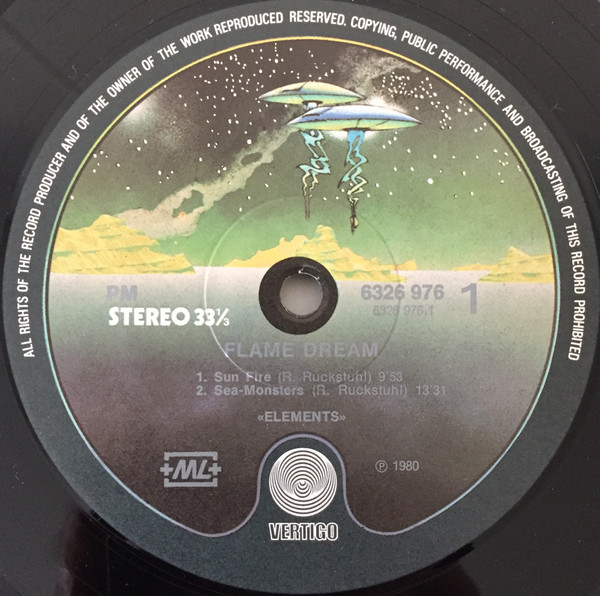 ALL RIGHTS OF THE RECORD PRODUCER AND OF THE OWNER OF THE WORK REPRODUCED RESERVED. COPYING, PUBLIC PERFORMANCE AND BROADCASTING OF THIS RECORD PROHIBITED
PM
STEREO 33⅓
6326 976
1
6326 976.1
FLAME DREAM
1. Sun Fire (R. Ruckstuhl) 9'53
2. Sea-Monsters (R. Ruckstuhl) 13'31
«ELEMENTS»
+ML+
℗ 1980
VERTIGO